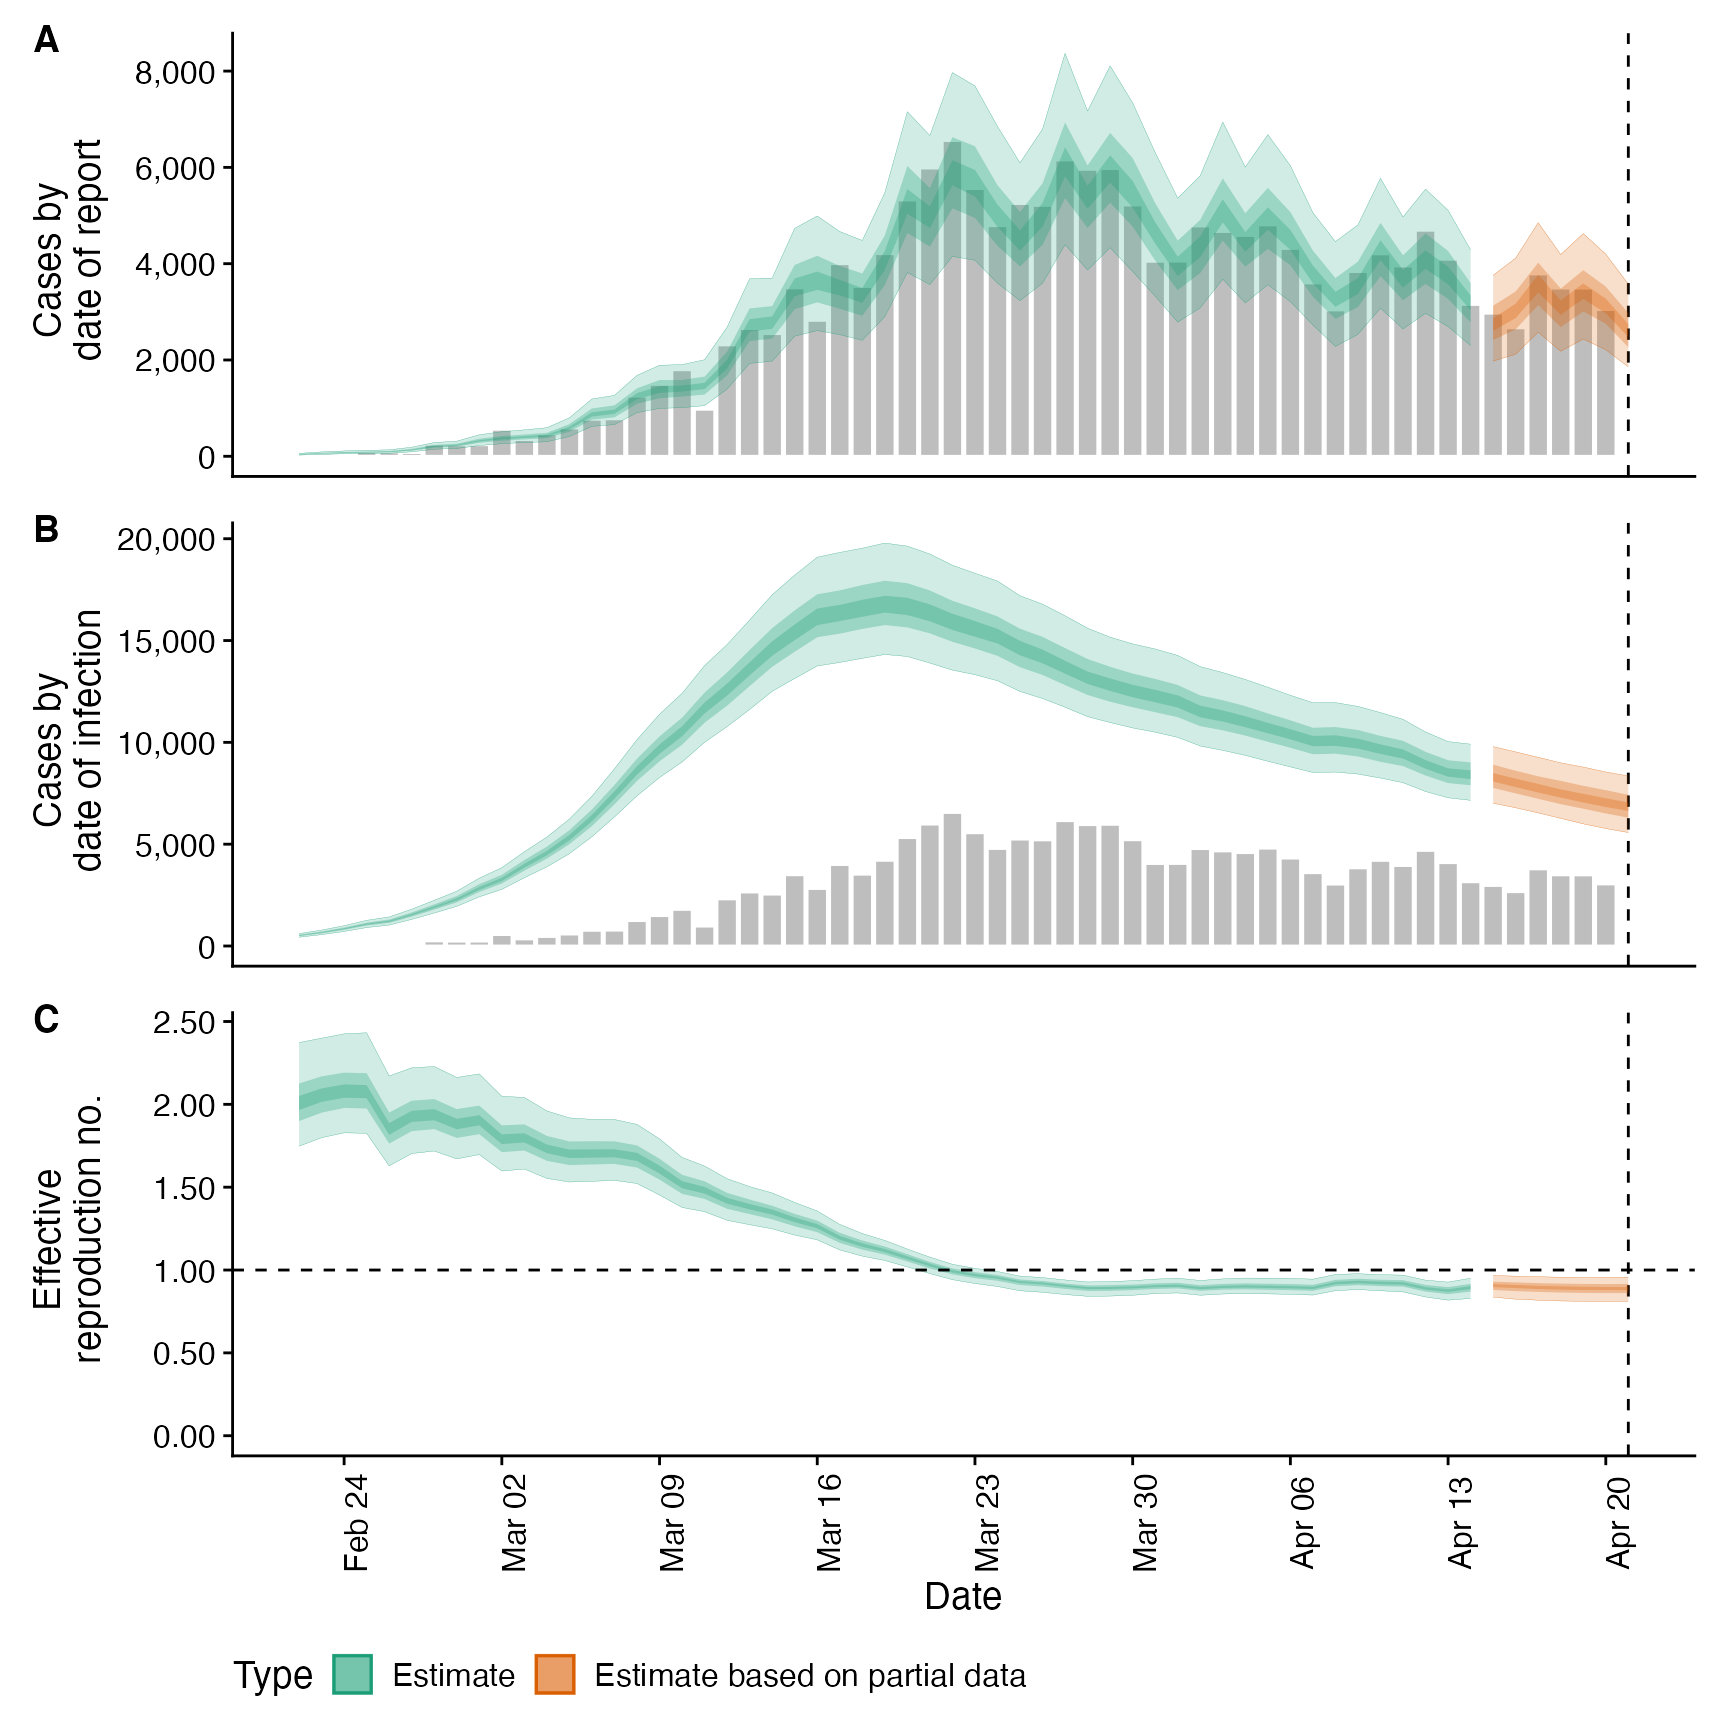 A
Cases by
date of report
8,000
6,000
4,000
2,000
0
B
Cases by
date of infection
20,000
15,000
10,000
5,000
0
C
Effective
reproduction no.
2.50
2.00
1.50
1.00
0.50
0.00
Feb 24
Mar 02
Mar 09
Mar 16
Mar 23
Mar 30
Apr 06
Apr 13
Apr 20
Date
Type Estimate Estimate based on partial data